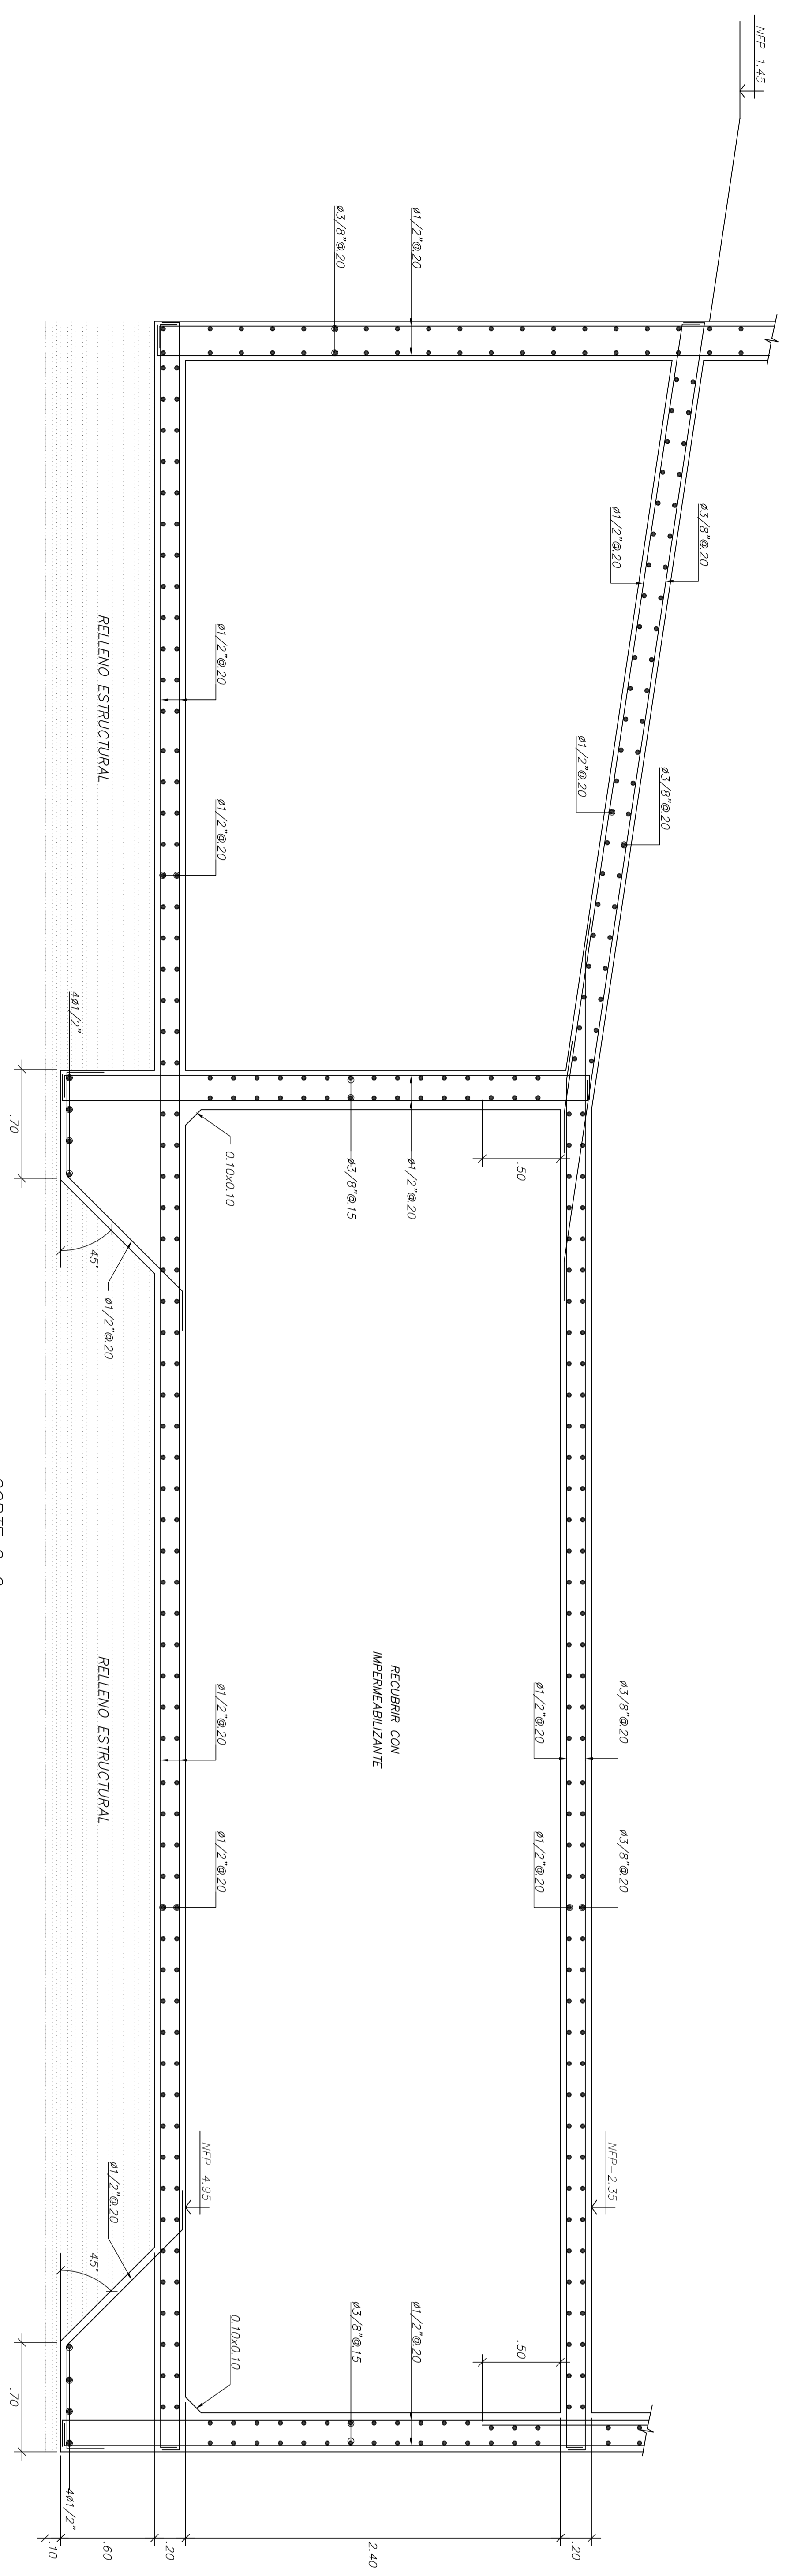 NFP-1.45
ø3/8"@.20
ø1/2"@.20
ø3/8"@.20
ø1/2"@.20
ø3/8"@.20
ø1/2"@.20
ø1/2"@.20
ø1/2"@.20
RELLENO ESTRUCTURAL
4ø1/2"
.70
0.10x0.10
ø3/8"@.15
ø1/2"@.20
.50
45°
ø1/2"@.20
RECUBRIR CON
IMPERMEABILIZANTE
ø3/8"@.20
ø1/2"@.20
ø3/8"@.20
ø1/2"@.20
ø1/2"@.20
ø1/2"@.20
RELLENO ESTRUCTURAL
NFP-2.35
NFP-4.95
ø1/2"@.20
45°
0.10x0.10
ø3/8"@.15
ø1/2"@.20
.50
.70
4ø1/2"
.20
2.40
.20
.60
.10